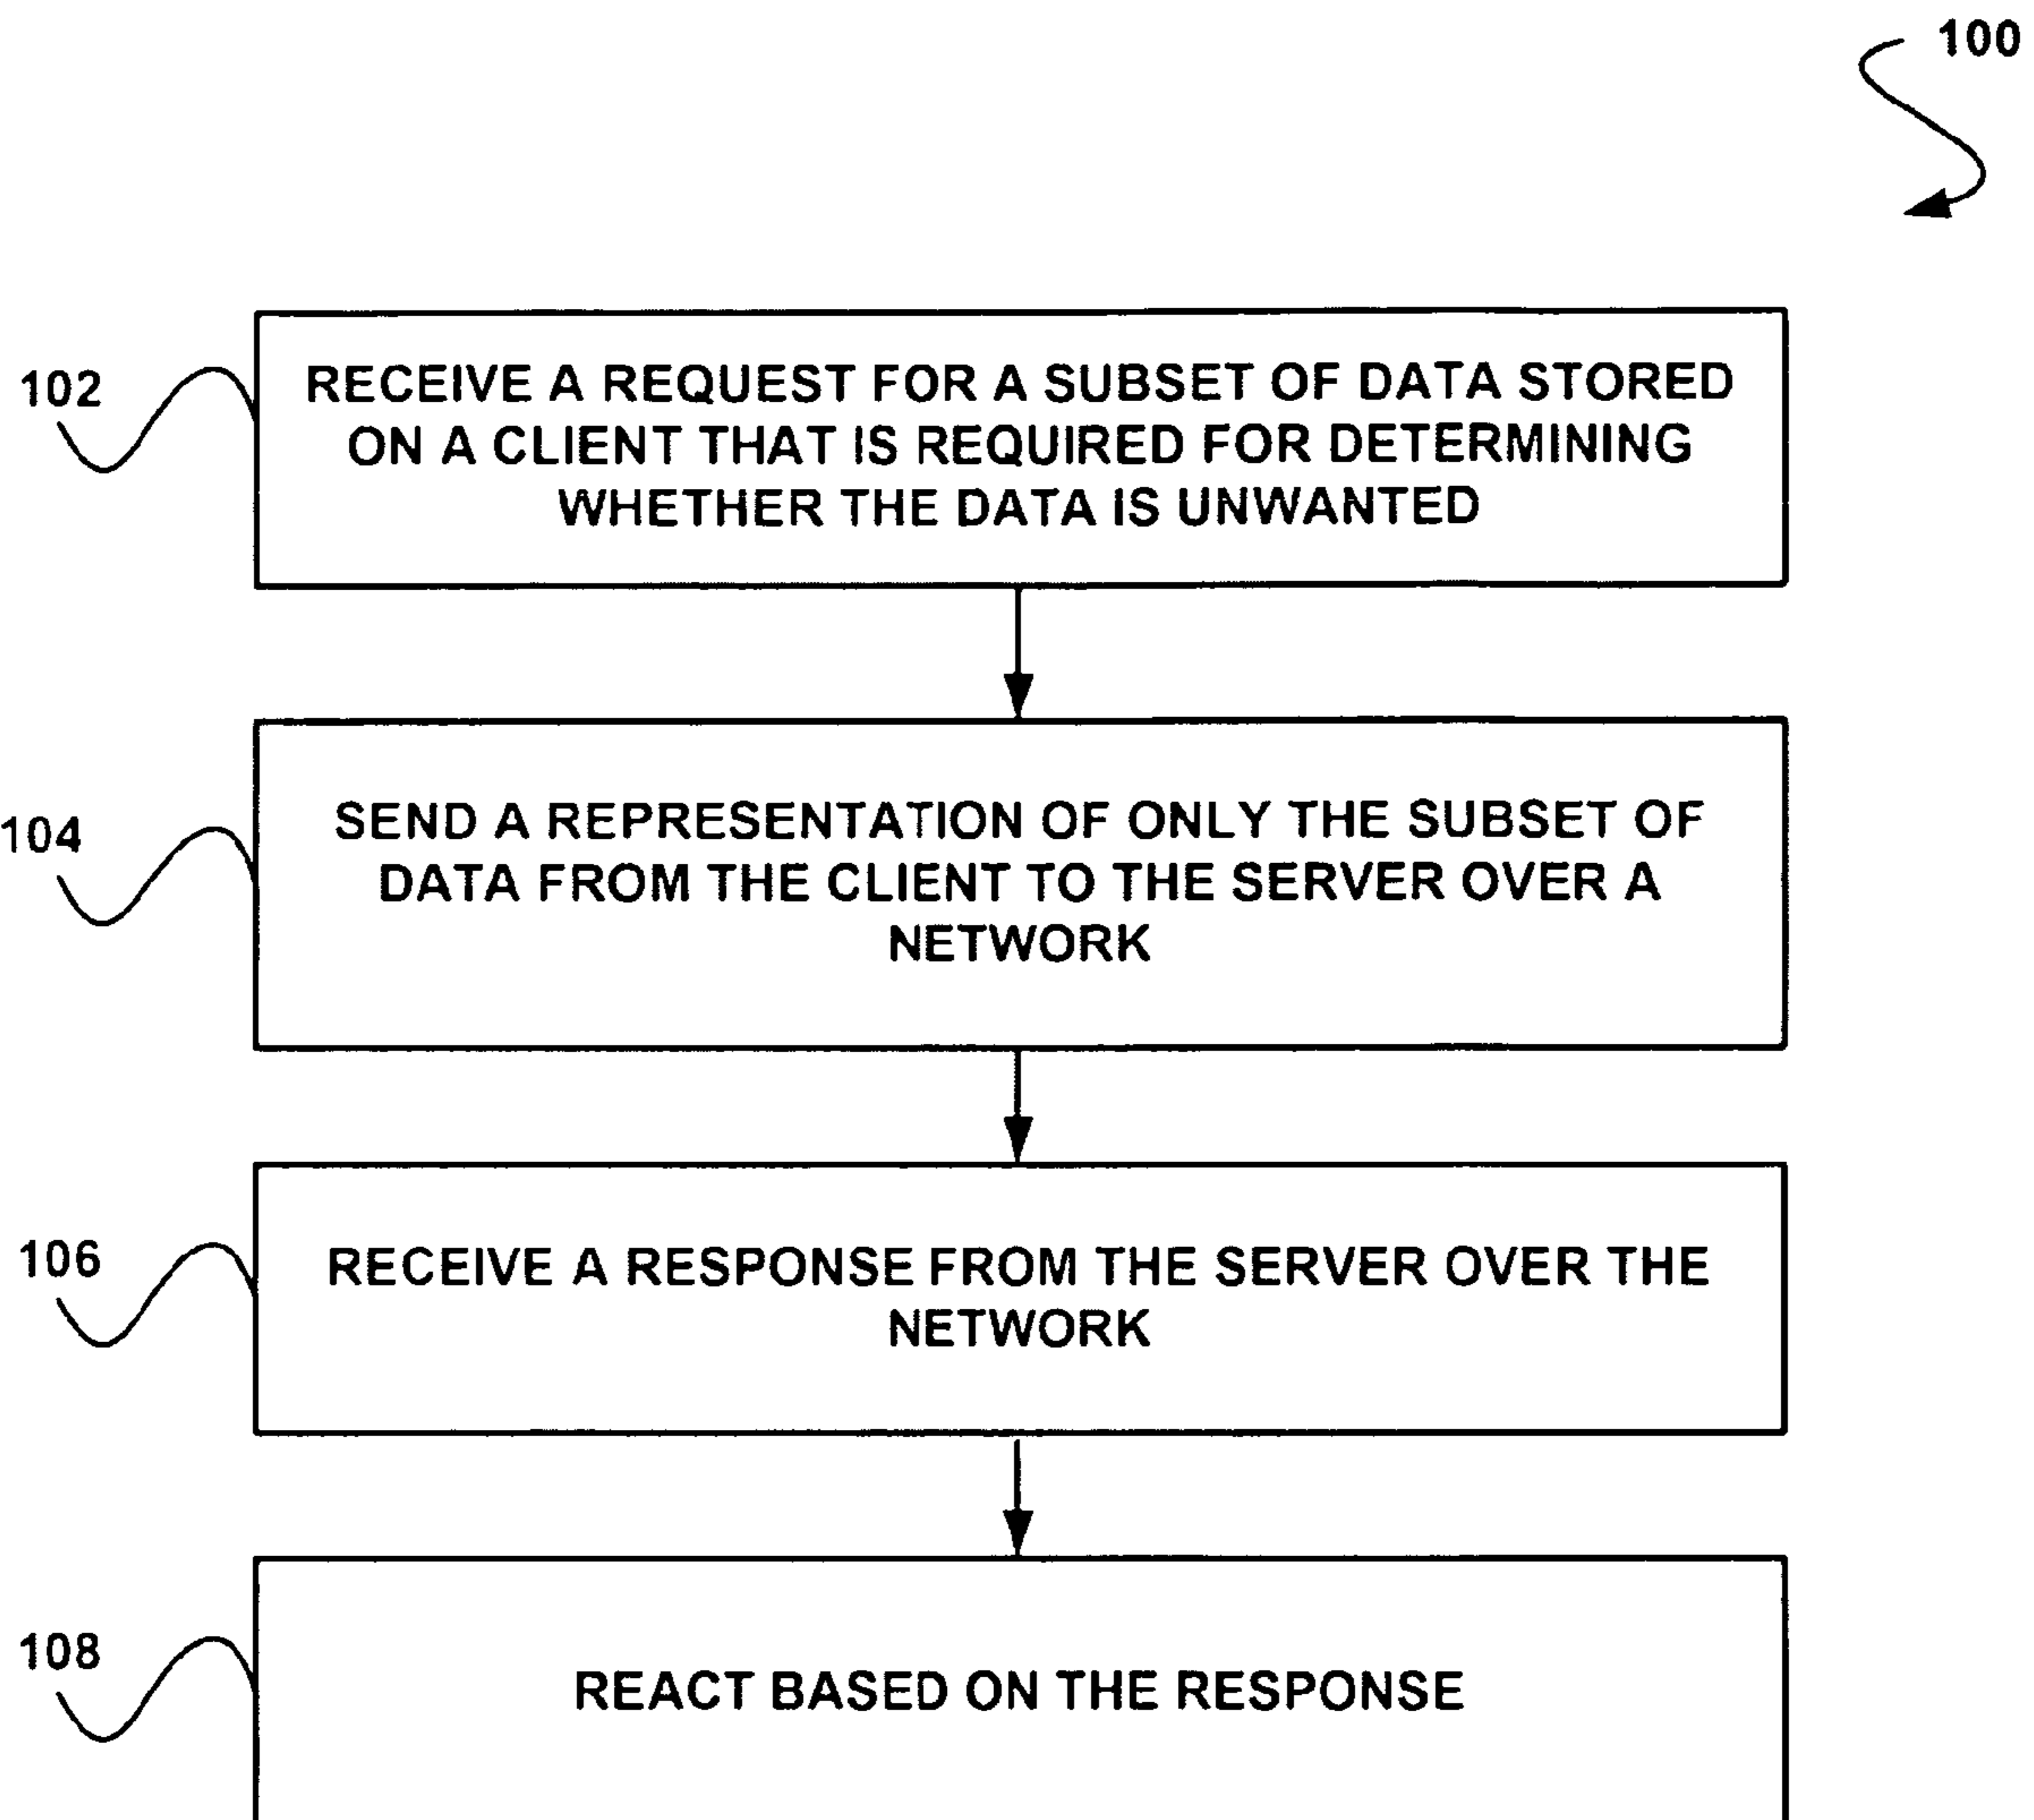 100
102
RECEIVE A REQUEST FOR A SUBSET OF DATA STORED
ON A CLIENT THAT IS REQUIRED FOR DETERMINING
WHETHER THE DATA IS UNWANTED
104
SEND A REPRESENTATION OF ONLY THE SUBSET OF
DATA FROM THE CLIENT TO THE SERVER OVER A
NETWORK
106
RECEIVE A RESPONSE FROM THE SERVER OVER THE
NETWORK
108
REACT BASED ON THE RESPONSE